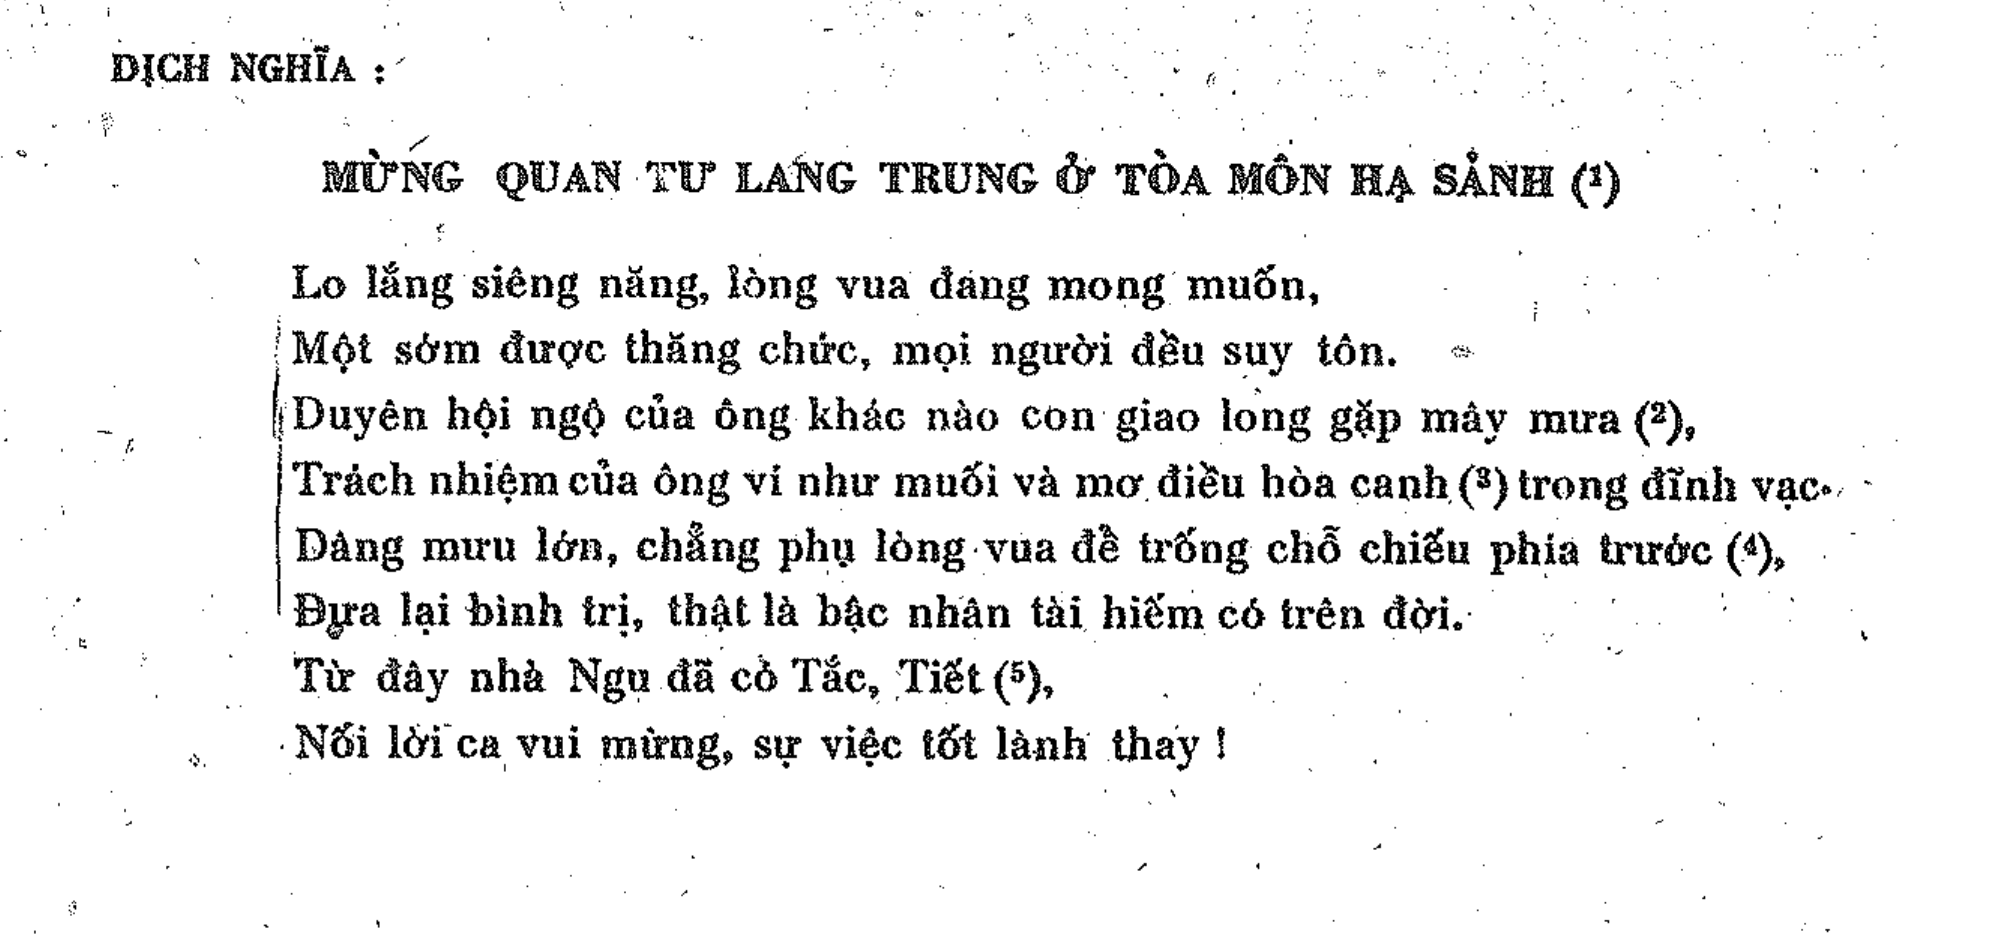 DỊCH NGHĨA :
MỪNG QUAN TƯ LANG TRUNG Ở TÒA MÔN HẠ SẢNH (¹)
Lo lắng siêng năng, lòng vua đang mong muốn,
Một sớm được thăng chức, mọi người đều suy tôn.
Duyên hội ngộ của ông khác nào con giao long gặp mây mưa (²),
Trách nhiệm của ông ví như muối và mơ điều hòa canh (³) trong đỉnh vạc.
Dâng mưu lớn, chẳng phụ lòng vua để trống chỗ chiếu phía trước (⁴),
Đưa lại bình trị, thật là bậc nhân tài hiếm có trên đời.
Từ đây nhà Ngu đã có Tắc, Tiết (⁵),
Nối lời ca vui mừng, sự việc tốt lành thay !